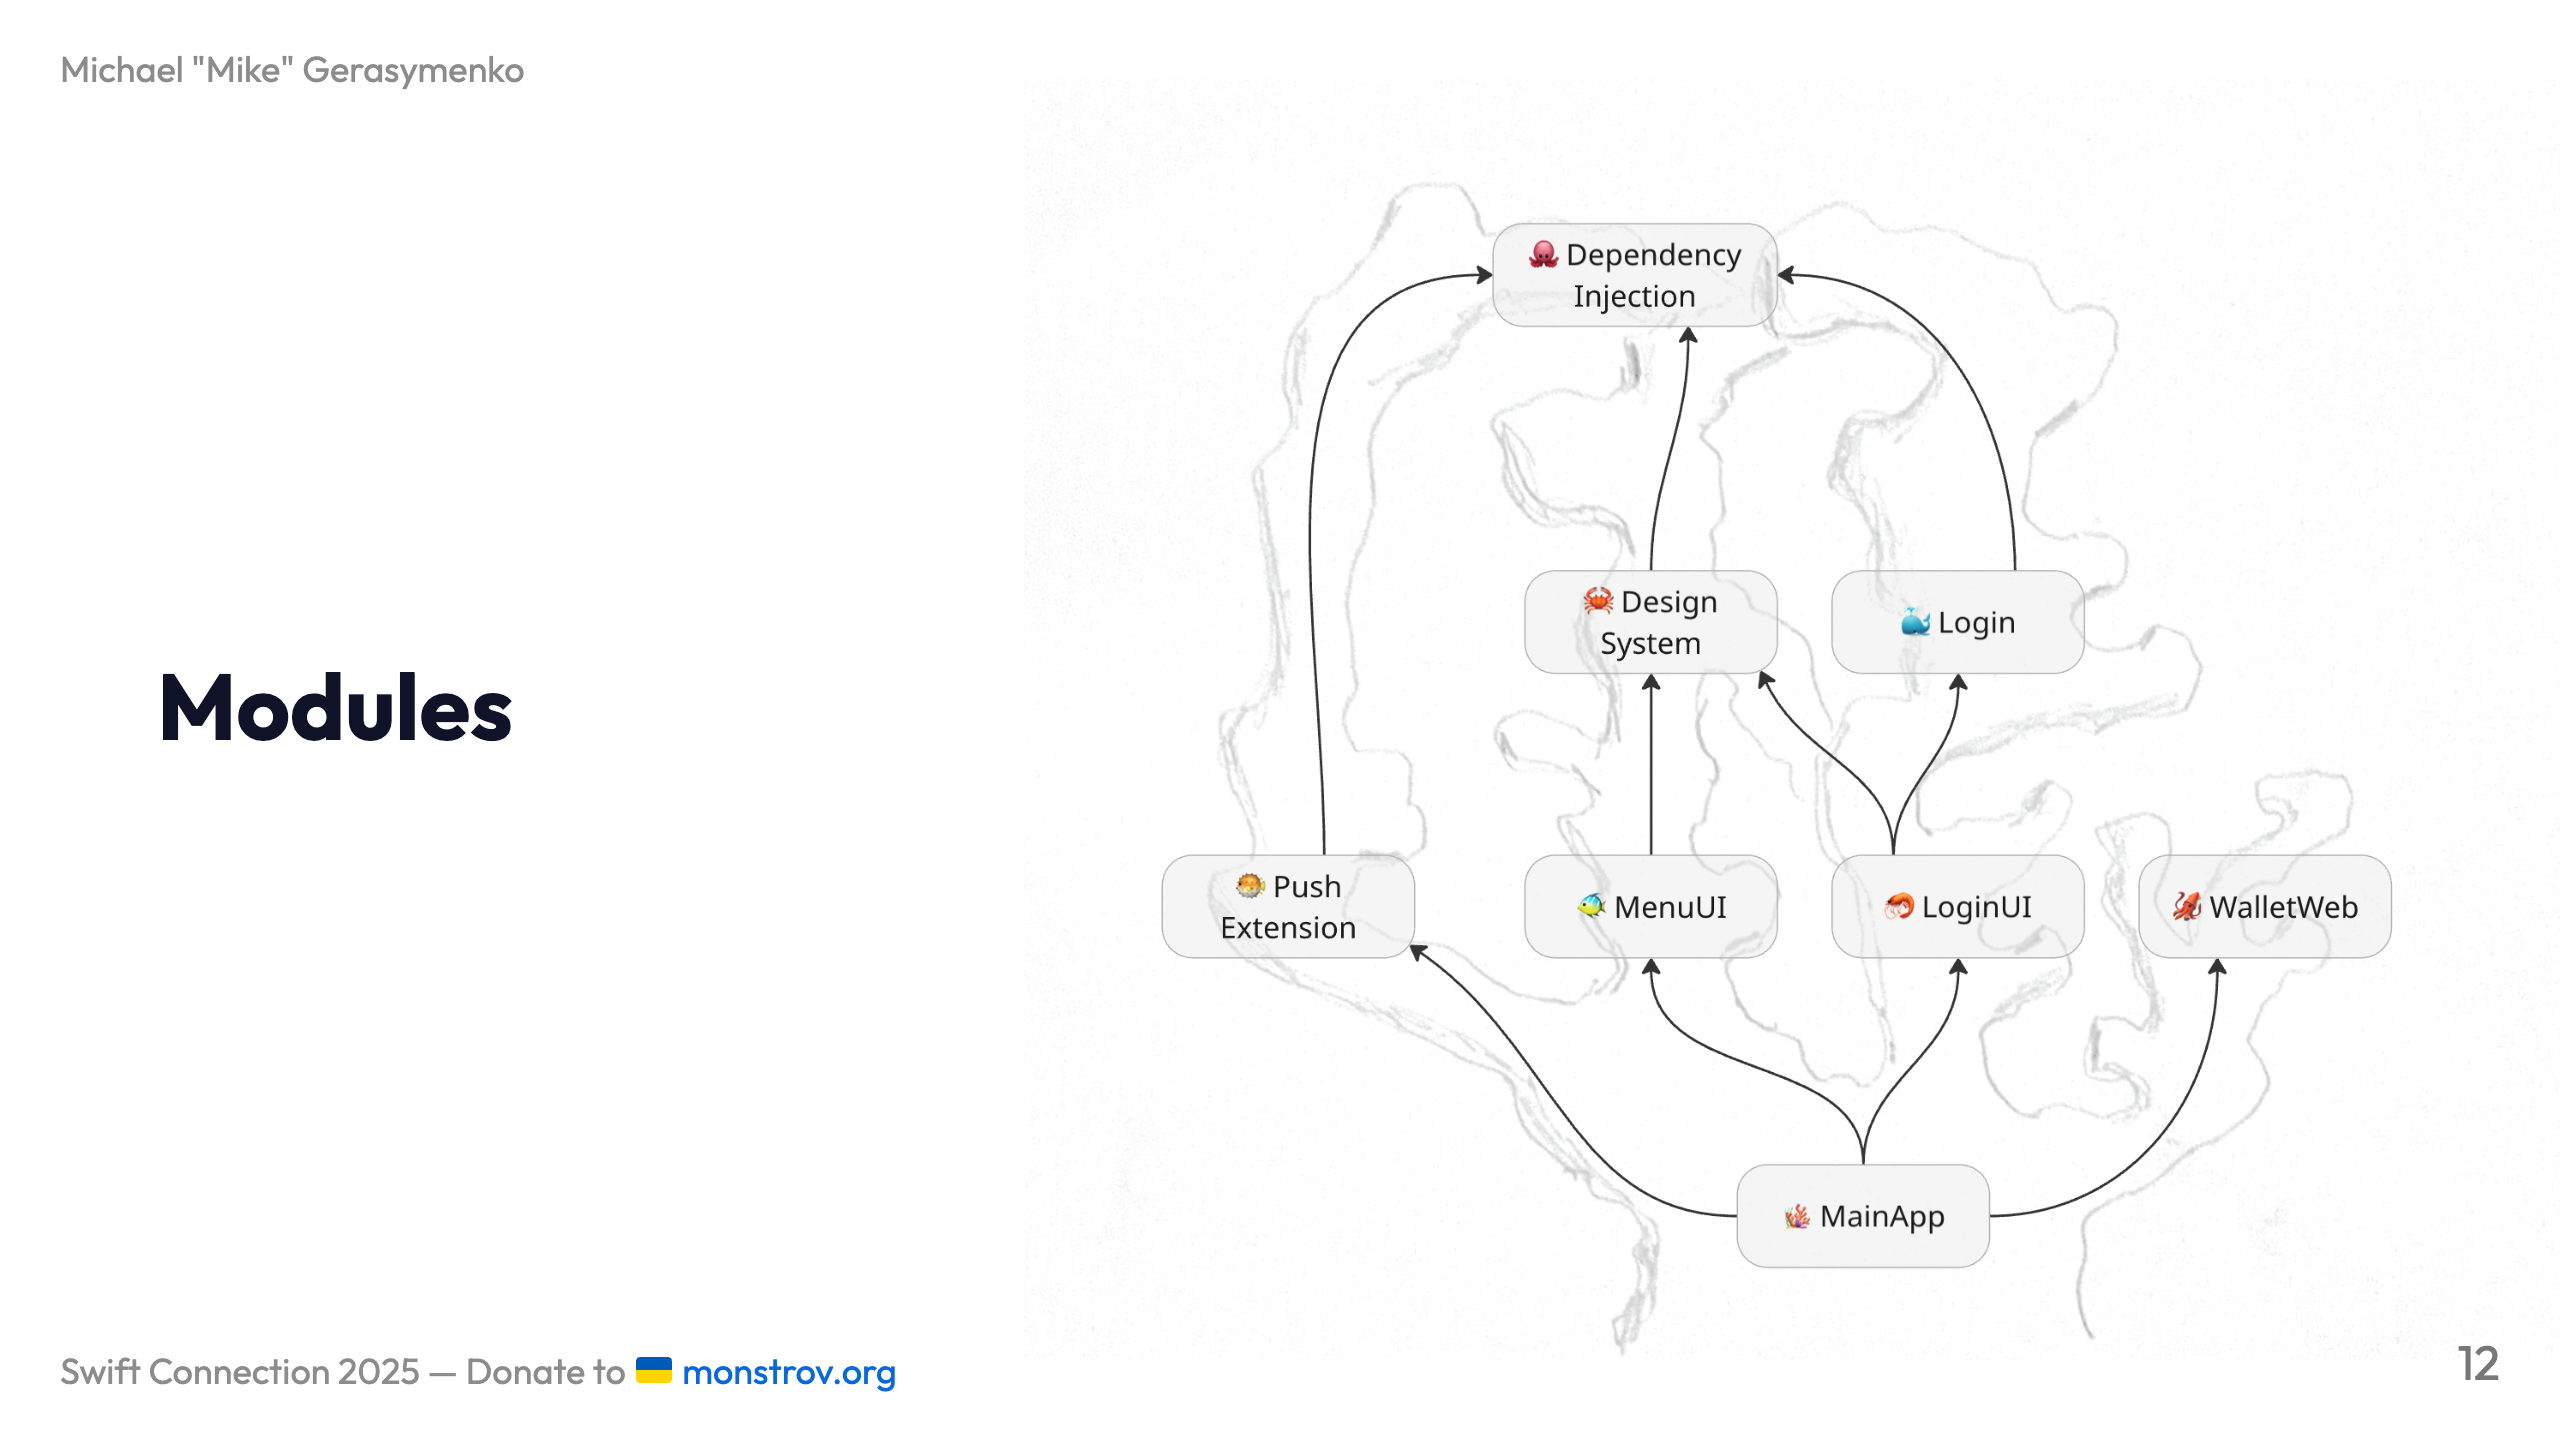 Michael "Mike" Gerasymenko
Modules
🐙 Dependency
Injection
🦀 Design
System
🐳 Login
🐡 Push
Extension
🐠 MenuUI
🦐 LoginUI
🦑 WalletWeb
🪸 MainApp
Swift Connection 2025 — Donate to 🇺🇦 monstrov.org
12